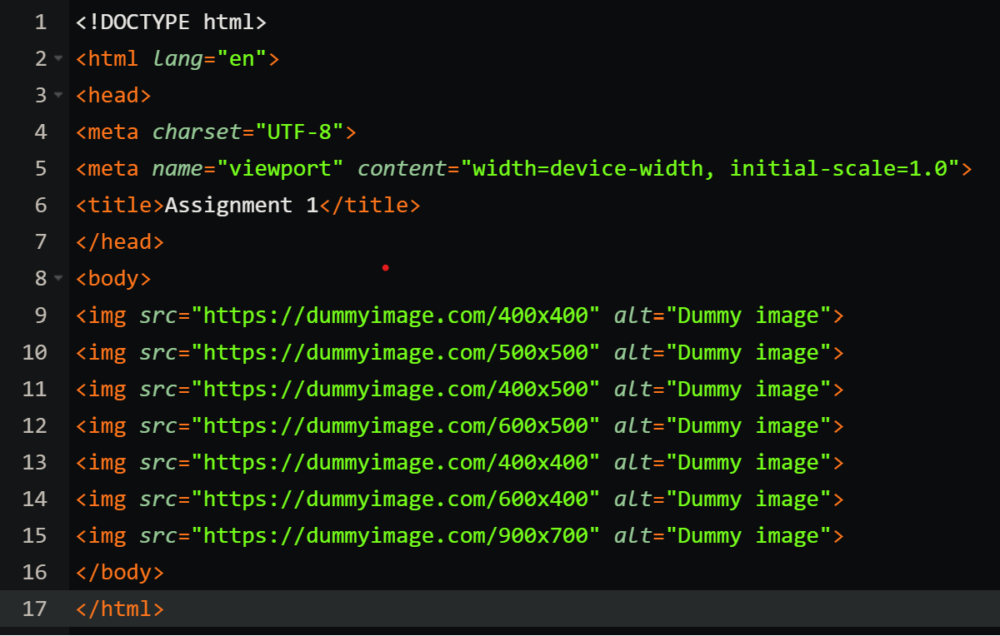 1 <!DOCTYPE html>
2 <html lang="en">
3 <head>
4 <meta charset="UTF-8">
5 <meta name="viewport" content="width=device-width, initial-scale=1.0">
6 <title>Assignment 1</title>
7 </head>
8 <body>
9 <img src="https://dummyimage.com/400x400" alt="Dummy image">
10 <img src="https://dummyimage.com/500x500" alt="Dummy image">
11 <img src="https://dummyimage.com/400x500" alt="Dummy image">
12 <img src="https://dummyimage.com/600x500" alt="Dummy image">
13 <img src="https://dummyimage.com/400x400" alt="Dummy image">
14 <img src="https://dummyimage.com/600x400" alt="Dummy image">
15 <img src="https://dummyimage.com/900x700" alt="Dummy image">
16 </body>
17 </html>